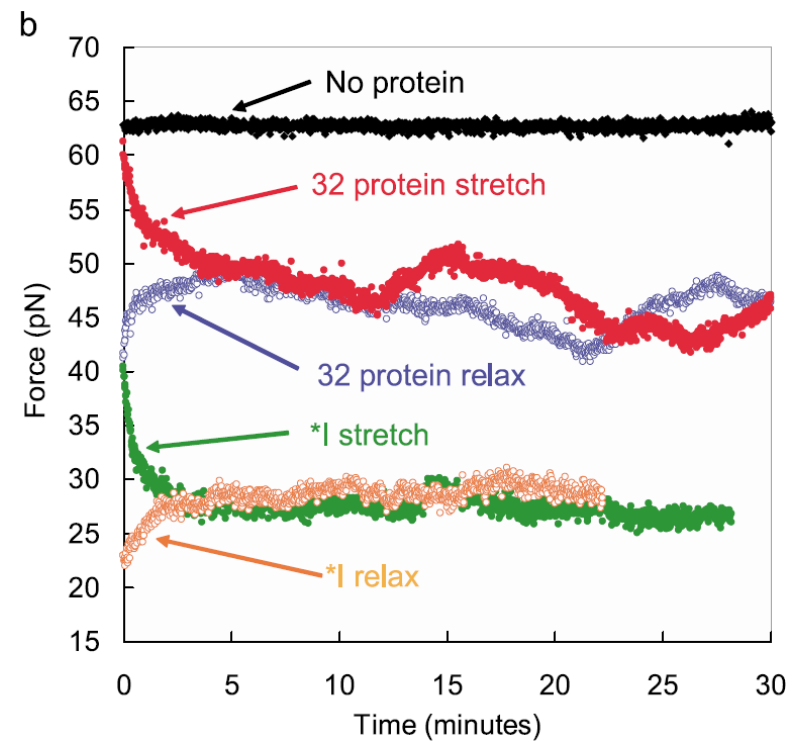 b
70
65
60
55
50
45
40
35
30
25
20
15
Force (pN)
No protein
32 protein stretch
32 protein relax
*I stretch
*I relax
0 5 10 15 20 25 30
Time (minutes)